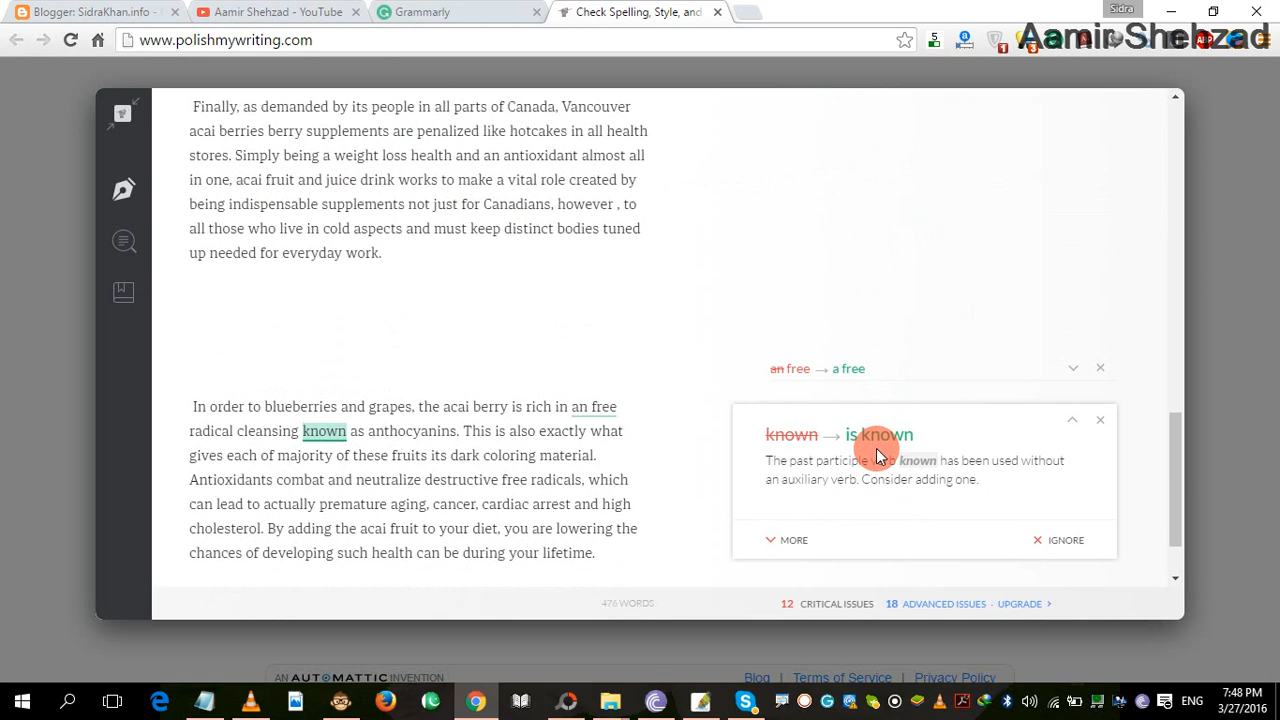 Blogger: SidraKhan.info -
Aamir Shehzad - YouTube
Grammarly
Check Spelling, Style, and
Sidra
www.polishmywriting.com
5
1
3
Aamir Shehzad
Finally, as demanded by its people in all parts of Canada, Vancouver
acai berries berry supplements are penalized like hotcakes in all health
stores. Simply being a weight loss health and an antioxidant almost all
in one, acai fruit and juice drink works to make a vital role created by
being indispensable supplements not just for Canadians, however , to
all those who live in cold aspects and must keep distinct bodies tuned
up needed for everyday work.
an free → a free
In order to blueberries and grapes, the acai berry is rich in an free
radical cleansing known as anthocyanins. This is also exactly what
gives each of majority of these fruits its dark coloring material.
Antioxidants combat and neutralize destructive free radicals, which
can lead to actually premature aging, cancer, cardiac arrest and high
cholesterol. By adding the acai fruit to your diet, you are lowering the
chances of developing such health can be during your lifetime.
known → is known
The past participle verb known has been used without
an auxiliary verb. Consider adding one.
MORE
IGNORE
476 WORDS
12 CRITICAL ISSUES
18 ADVANCED ISSUES - UPGRADE
AN AUTOMATTIC INVENTION
Blog | Terms of Service | Privacy Policy
ENG
7:48 PM
3/27/2016